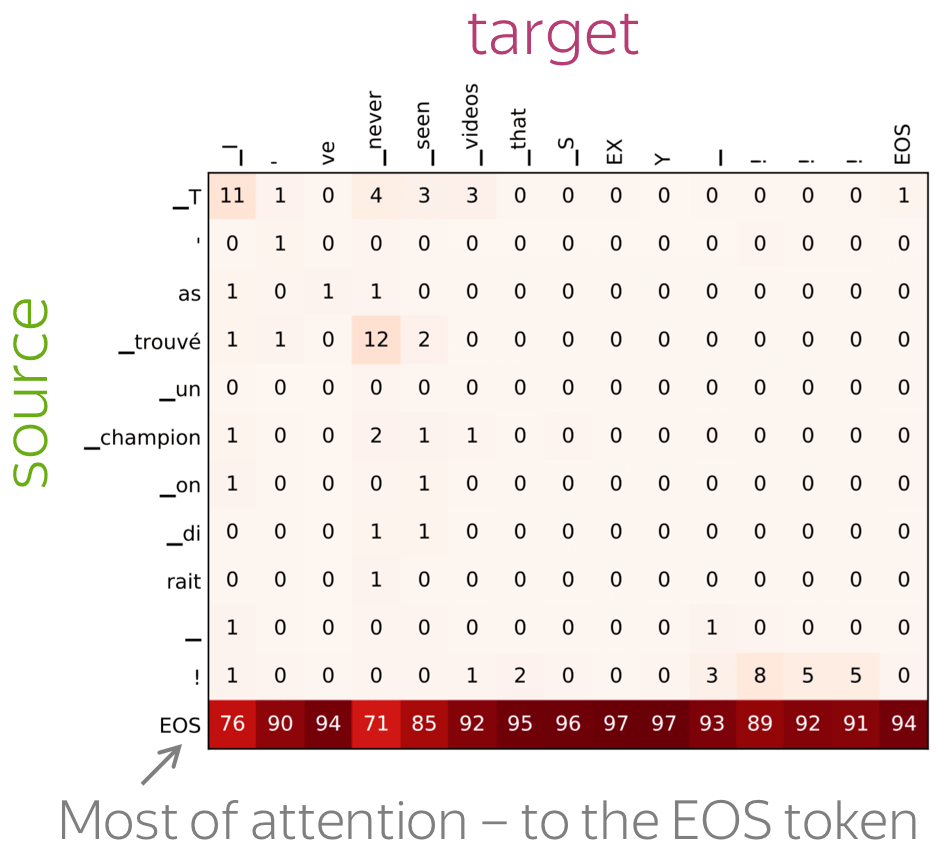 target
_I ' ve _never _seen _videos _that _S EX Y _ ! ! ! EOS
source
_T 11 1 0 4 3 3 0 0 0 0 0 0 0 0 1
' 0 1 0 0 0 0 0 0 0 0 0 0 0 0 0
as 1 0 1 1 0 0 0 0 0 0 0 0 0 0 0
_trouvé 1 1 0 12 2 0 0 0 0 0 0 0 0 0 0
_un 0 0 0 0 0 0 0 0 0 0 0 0 0 0 0
_champion 1 0 0 2 1 1 0 0 0 0 0 0 0 0 0
_on 1 0 0 0 1 0 0 0 0 0 0 0 0 0 0
_di 0 0 0 1 1 0 0 0 0 0 0 0 0 0 0
rait 0 0 0 1 0 0 0 0 0 0 0 0 0 0 0
_ 1 0 0 0 0 0 0 0 0 0 1 0 0 0 0
! 1 0 0 0 0 1 2 0 0 0 3 8 5 5 0
EOS 76 90 94 71 85 92 95 96 97 97 93 89 92 91 94
Most of attention – to the EOS token